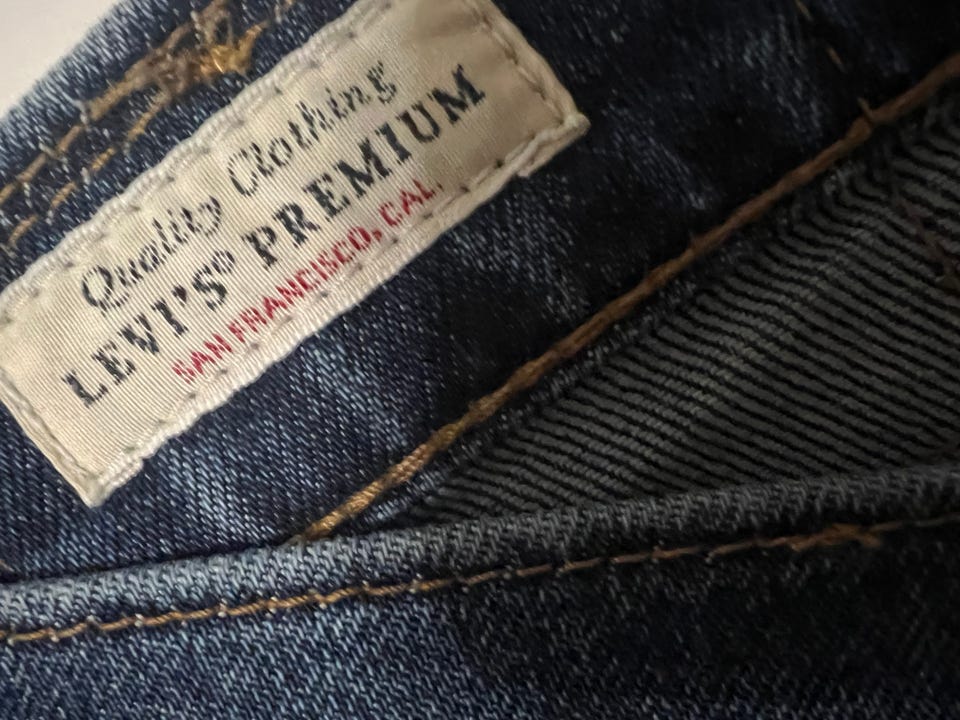 Quality Clothing
LEVI'S® PREMIUM
SAN FRANCISCO, CAL.